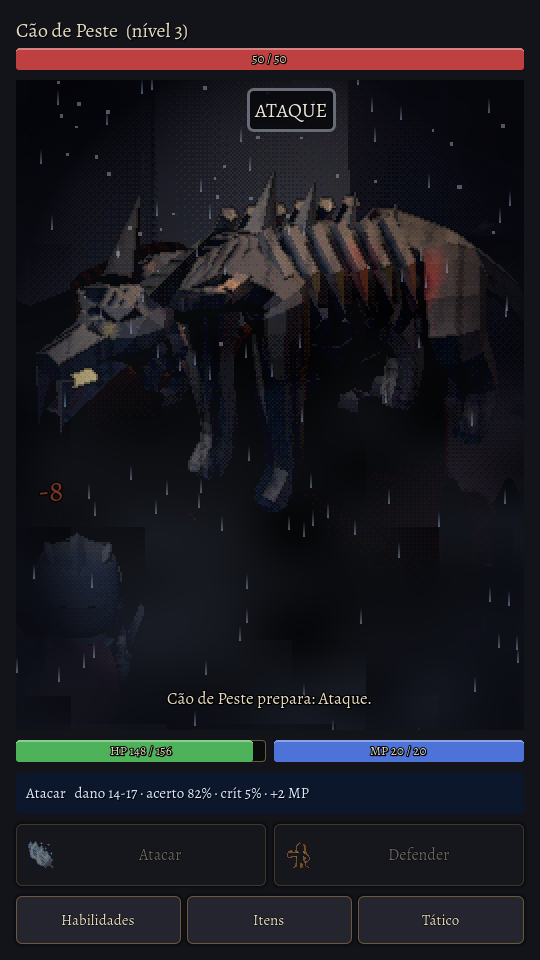 Cão de Peste (nível 3)
50 / 50
ATAQUE
-8
Cão de Peste prepara: Ataque.
HP 148 / 156
MP 20 / 20
Atacar dano 14-17 · acerto 82% · crít 5% · +2 MP
Atacar
Defender
Habilidades
Itens
Tático